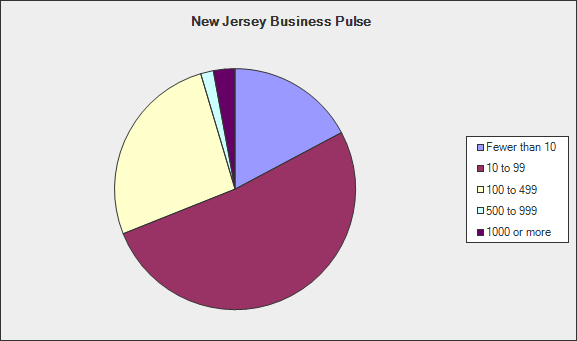 New Jersey Business Pulse
Fewer than 10
10 to 99
100 to 499
500 to 999
1000 or more